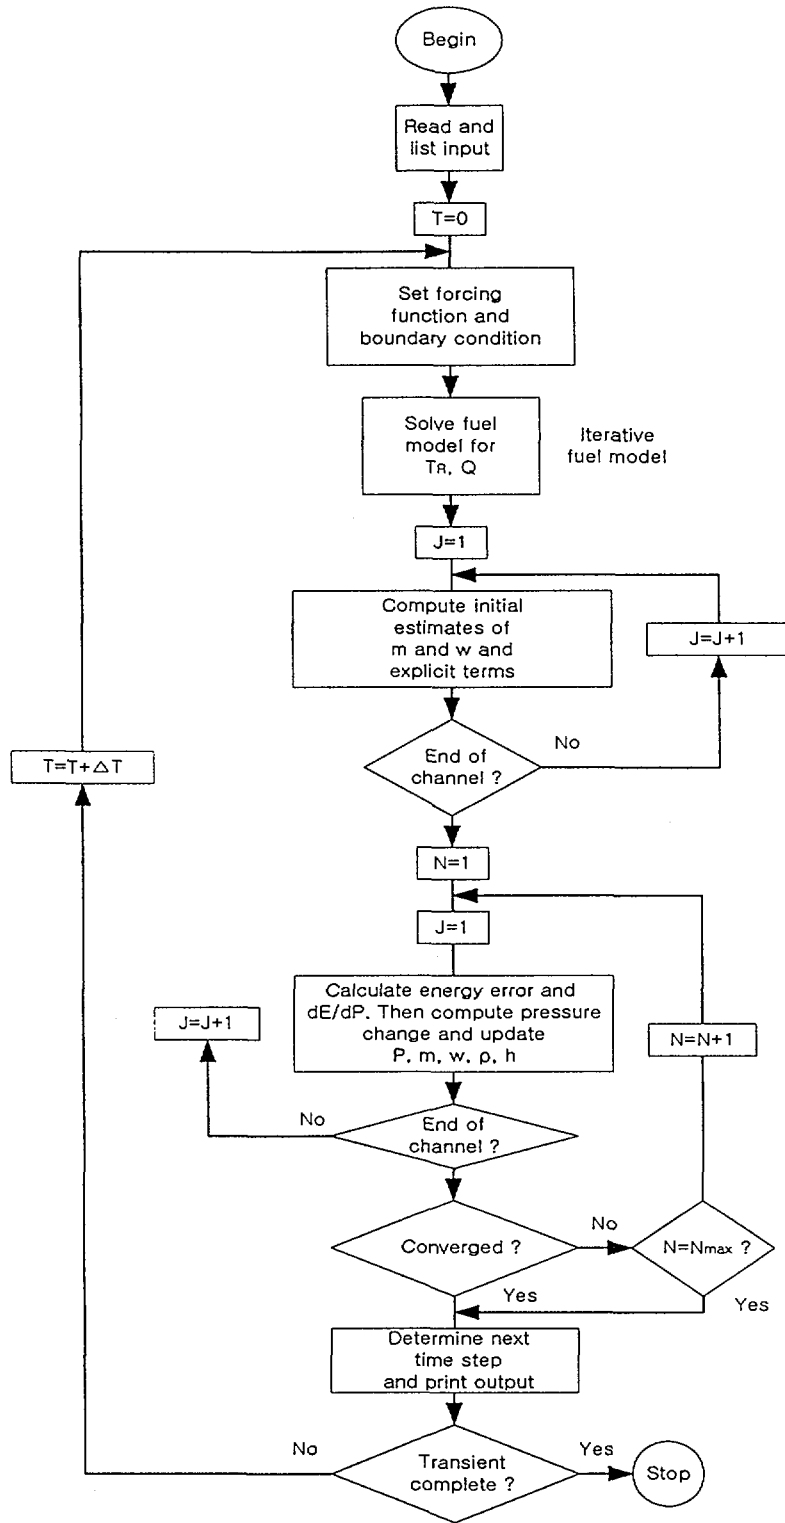 Begin
Read and
list input
T=0
Set forcing
function and
boundary condition
Solve fuel
model for
TR, Q
Iterative
fuel model
J=1
Compute initial
estimates of
m and w and
explicit terms
J=J+1
End of
channel ?
No
T=T+△T
N=1
J=1
Calculate energy error and
dE/dP. Then compute pressure
change and update
P, m, w, ρ, h
J=J+1
N=N+1
No
End of
channel ?
Converged ?
No
N=Nmax ?
Yes
Yes
Determine next
time step
and print output
No
Transient
complete ?
Yes
Stop